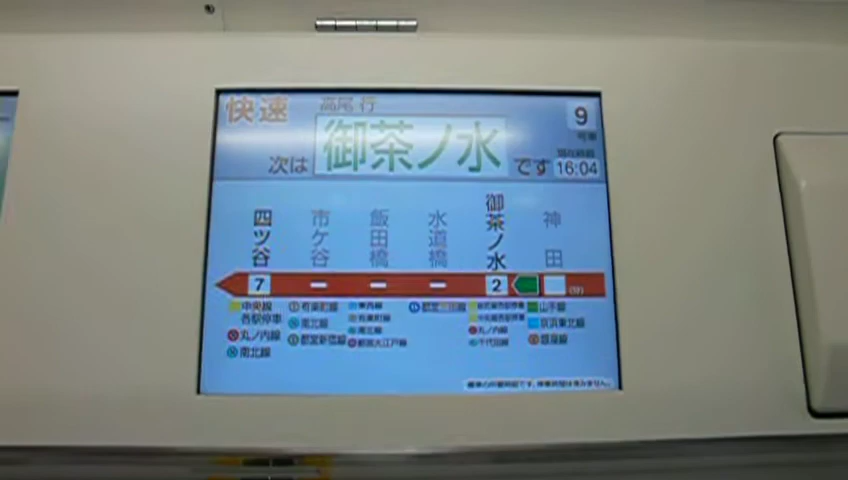 快速
高尾 行
9
号車
次は
御茶ノ水
です
現在時刻
16:04
四ツ谷
市ケ谷
飯田橋
水道橋
御茶ノ水
神田
7
2
(分)
中央線
各駅停車
丸ノ内線
南北線
有楽町線
南北線
都営新宿線
東西線
有楽町線
南北線
都営大江戸線
都営三田線
総武線各駅停車
中央線各駅停車
丸ノ内線
千代田線
山手線
京浜東北線
銀座線